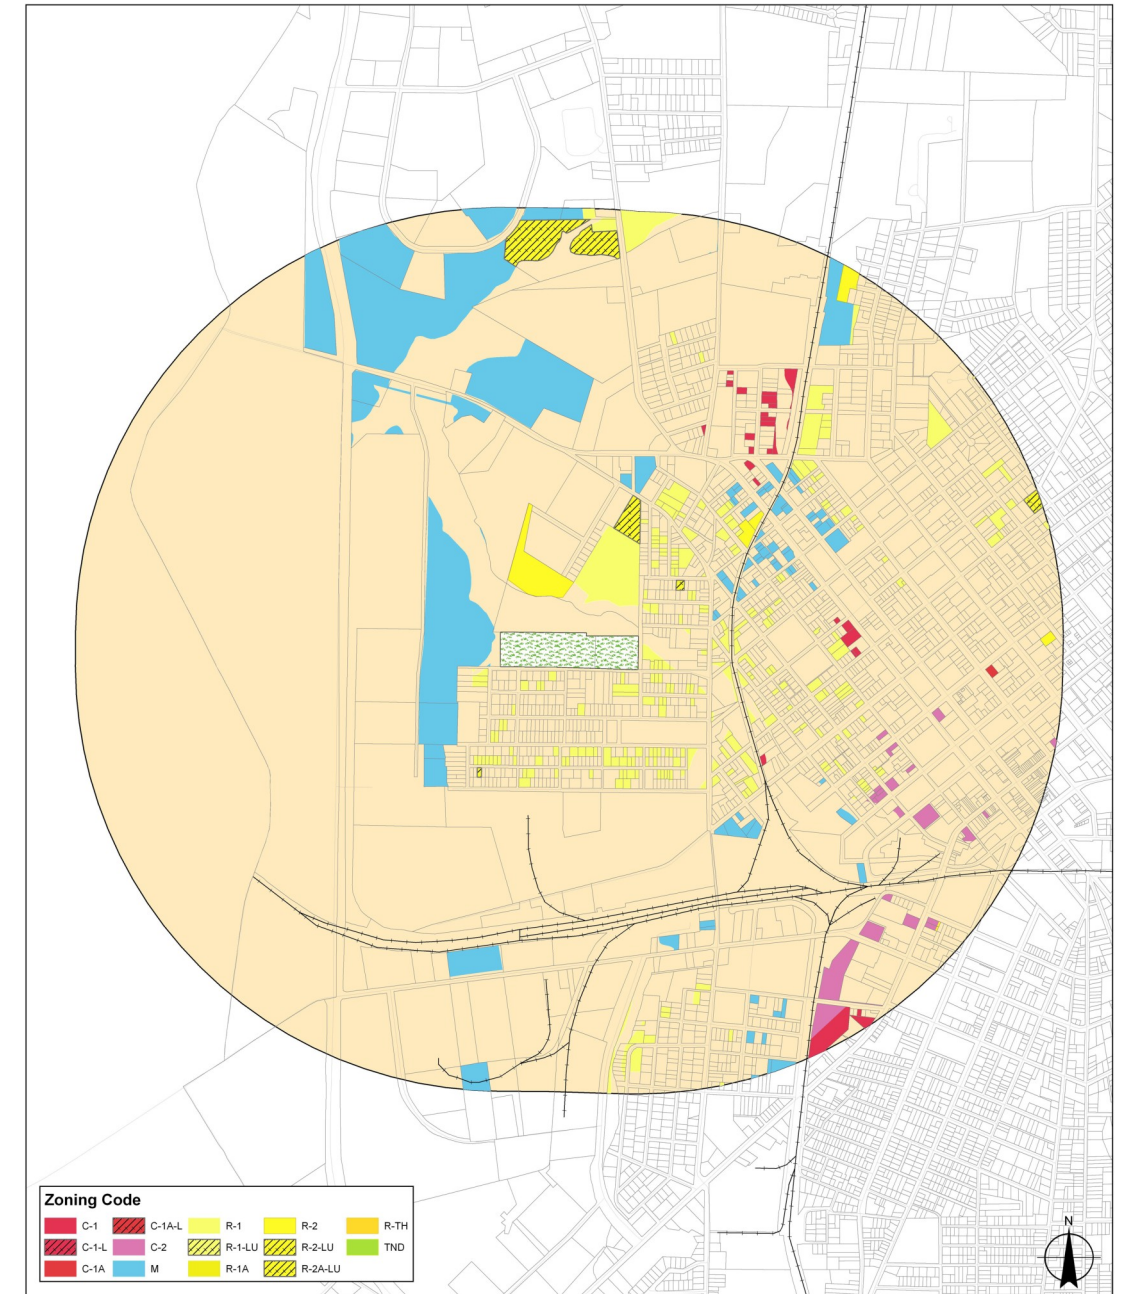 Zoning Code
C-1 C-1A-L R-1 R-2 R-TH
C-1-L C-2 R-1-LU R-2-LU TND
C-1A M R-1A R-2A-LU
N